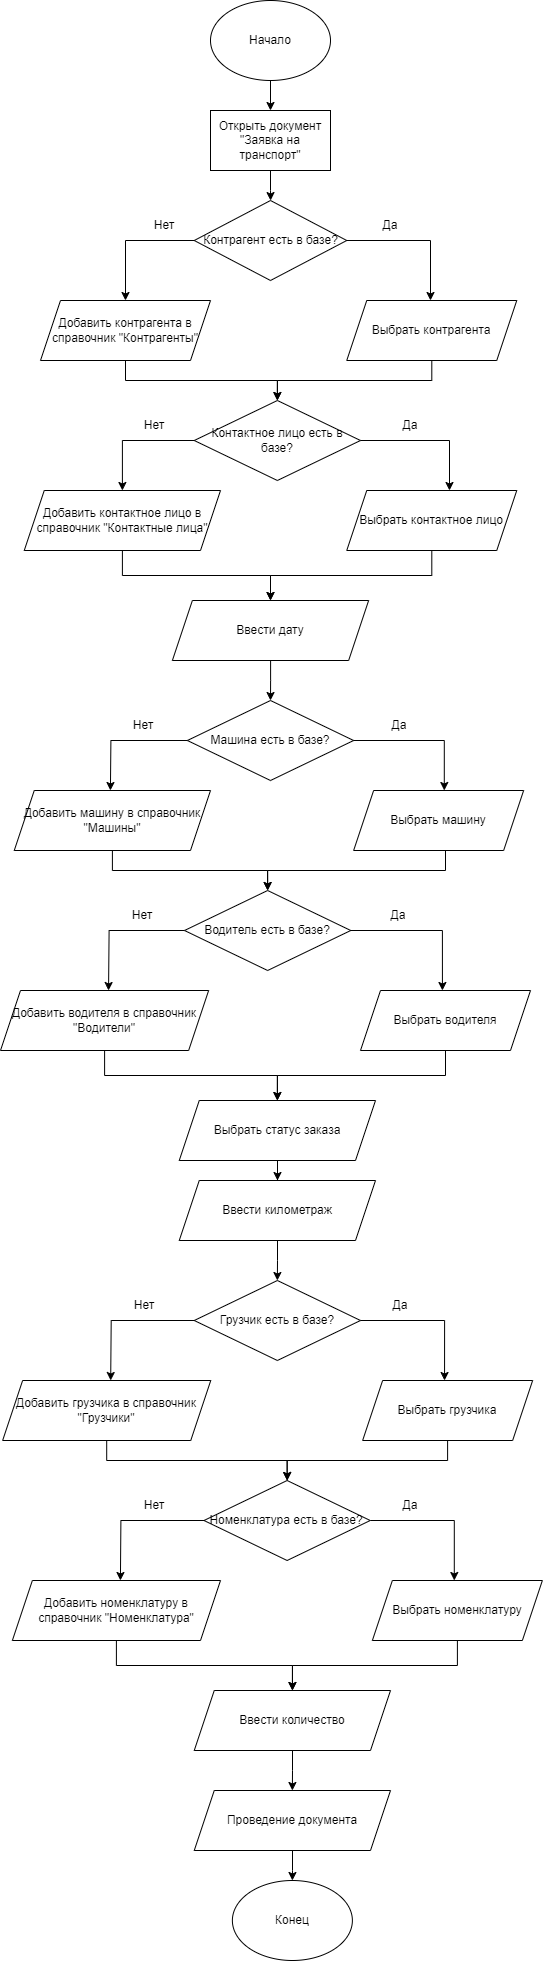 Начало
Открыть документ
"Заявка на
транспорт"
Нет
Да
Контрагент есть в базе?
Добавить контрагента в
справочник "Контрагенты"
Выбрать контрагента
Нет
Да
Контактное лицо есть в
базе?
Добавить контактное лицо в
справочник "Контактные лица"
Выбрать контактное лицо
Ввести дату
Нет
Да
Машина есть в базе?
Добавить машину в справочник
"Машины"
Выбрать машину
Нет
Да
Водитель есть в базе?
Добавить водителя в справочник
"Водители"
Выбрать водителя
Выбрать статус заказа
Ввести километраж
Нет
Да
Грузчик есть в базе?
Добавить грузчика в справочник
"Грузчики"
Выбрать грузчика
Нет
Да
Номенклатура есть в базе?
Добавить номенклатуру в
справочник "Номенклатура"
Выбрать номенклатуру
Ввести количество
Проведение документа
Конец